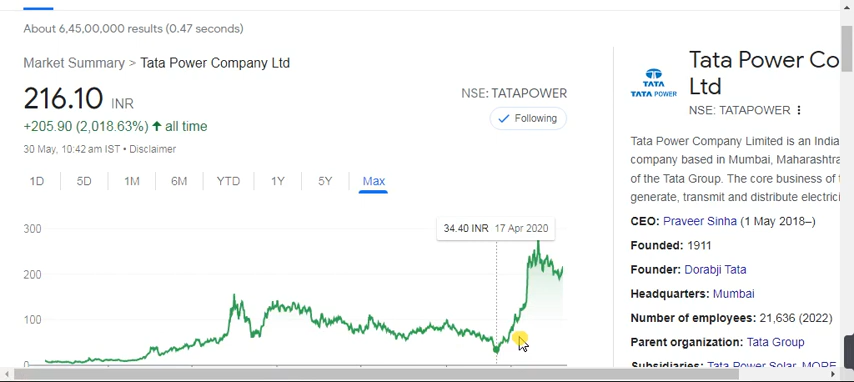 About 6,45,00,000 results (0.47 seconds)
Market Summary > Tata Power Company Ltd
216.10 INR
NSE: TATAPOWER
Following
+205.90 (2,018.63%) ↑ all time
30 May, 10:42 am IST • Disclaimer
1D 5D 1M 6M YTD 1Y 5Y Max
34.40 INR 17 Apr 2020
300
200
100
0
TATA
TATA POWER
Tata Power Co
Ltd
NSE: TATAPOWER
Tata Power Company Limited is an India
company based in Mumbai, Maharashtra
of the Tata Group. The core business of
generate, transmit and distribute electrici
CEO: Praveer Sinha (1 May 2018–)
Founded: 1911
Founder: Dorabji Tata
Headquarters: Mumbai
Number of employees: 21,636 (2022)
Parent organization: Tata Group
Subsidiaries: Tata Power Solar, MORE